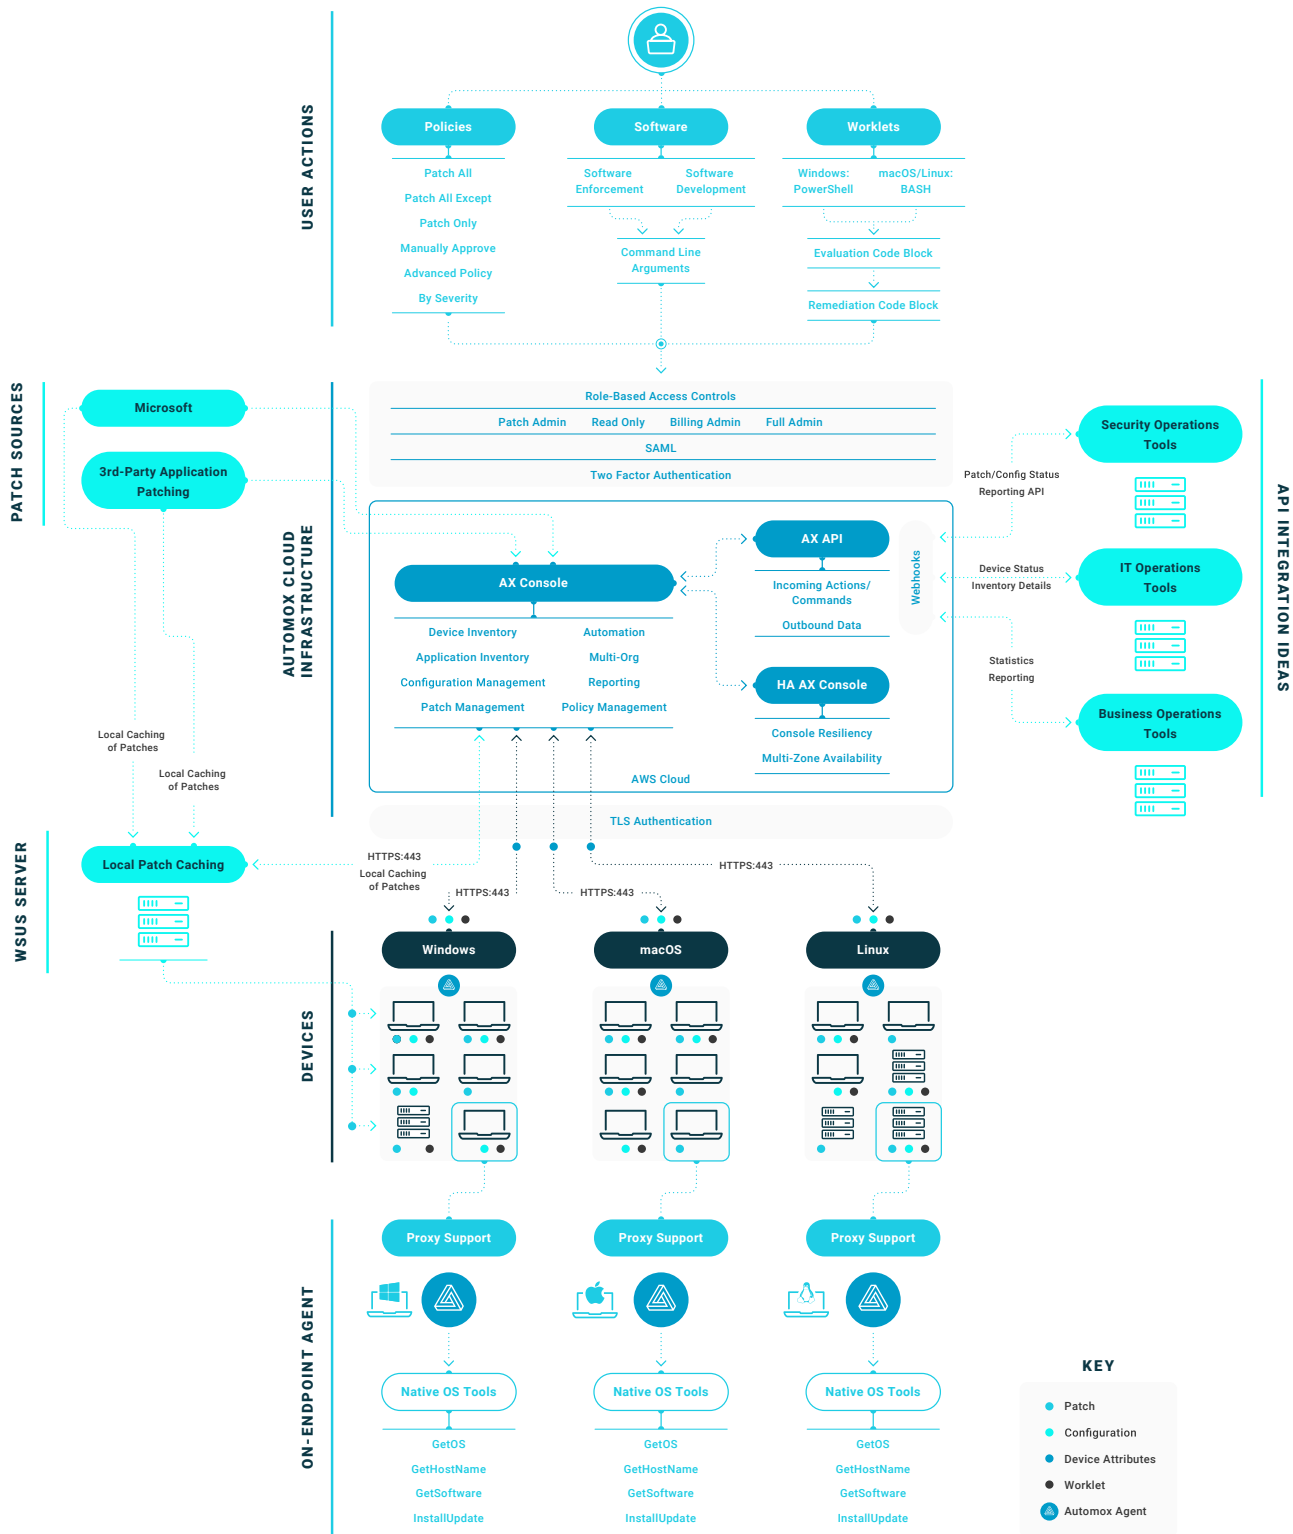 USER ACTIONS
Policies
Software
Worklets
Patch All
Patch All Except
Patch Only
Manually Approve
Advanced Policy
By Severity
Software
Enforcement
Software
Development
Command Line
Arguments
Windows:
PowerShell
macOS/Linux:
BASH
Evaluation Code Block
Remediation Code Block
PATCH SOURCES
Microsoft
3rd-Party Application
Patching
AUTOMOX CLOUD
INFRASTRUCTURE
Role-Based Access Controls
Patch Admin
Read Only
Billing Admin
Full Admin
SAML
Two Factor Authentication
AX Console
Device Inventory
Application Inventory
Configuration Management
Patch Management
Automation
Multi-Org
Reporting
Policy Management
AX API
Incoming Actions/
Commands
Outbound Data
HA AX Console
Console Resiliency
Multi-Zone Availability
Webhooks
AWS Cloud
TLS Authentication
API INTEGRATION IDEAS
Patch/Config Status
Reporting API
Security Operations
Tools
Device Status
Inventory Details
IT Operations
Tools
Statistics
Reporting
Business Operations
Tools
Local Caching
of Patches
Local Caching
of Patches
WSUS SERVER
Local Patch Caching
HTTPS:443
Local Caching
of Patches
HTTPS:443
HTTPS:443
HTTPS:443
DEVICES
Windows
macOS
Linux
ON-ENDPOINT AGENT
Proxy Support
Proxy Support
Proxy Support
Native OS Tools
Native OS Tools
Native OS Tools
GetOS
GetHostName
GetSoftware
InstallUpdate
GetOS
GetHostName
GetSoftware
InstallUpdate
GetOS
GetHostName
GetSoftware
InstallUpdate
KEY
Patch
Configuration
Device Attributes
Worklet
Automox Agent